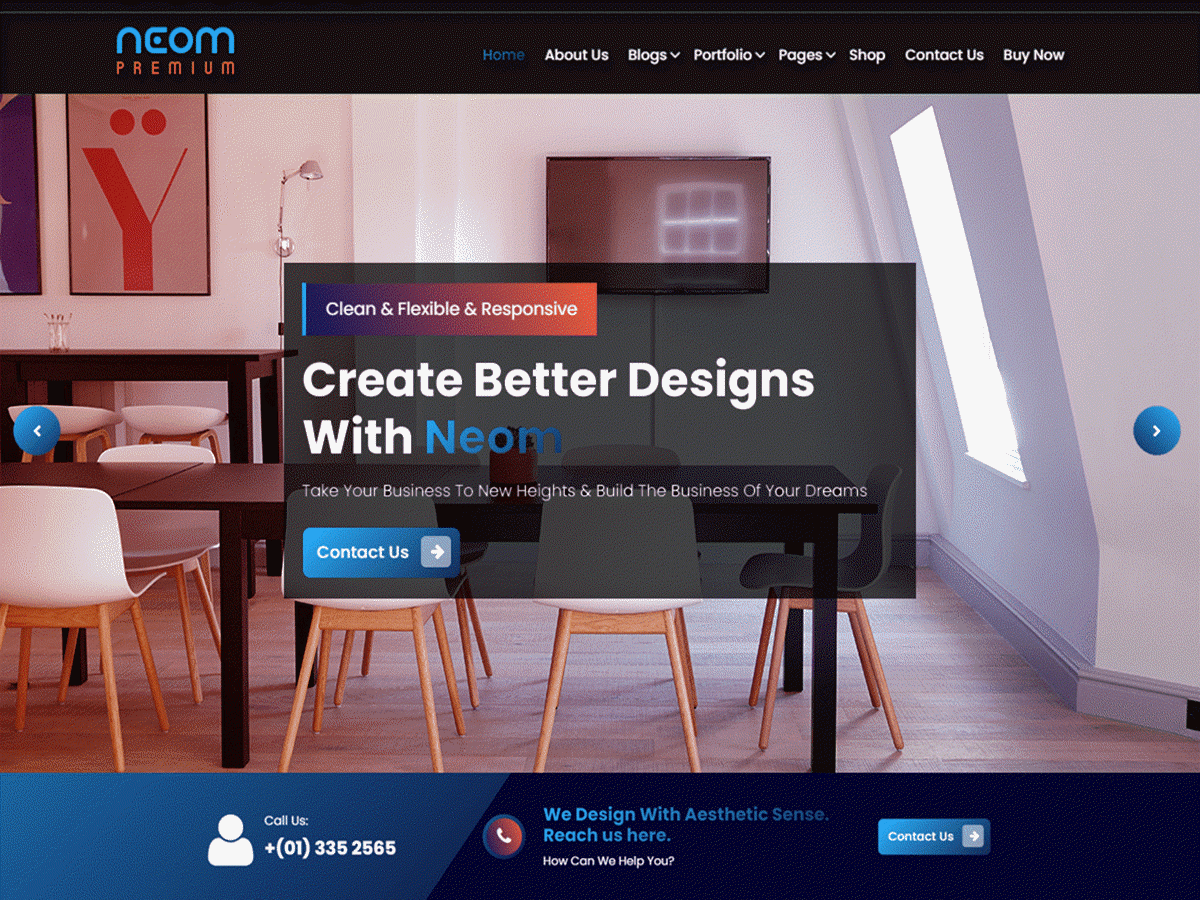 neom
PREMIUM
Home About Us Blogs Portfolio Pages Shop Contact Us Buy Now
Ÿ
Clean & Flexible & Responsive
Create Better Designs
With Neom
Take Your Business To New Heights & Build The Business Of Your Dreams
Contact Us
Call Us:
+(01) 335 2565
We Design With Aesthetic Sense.
Reach us here.
How Can We Help You?
Contact Us